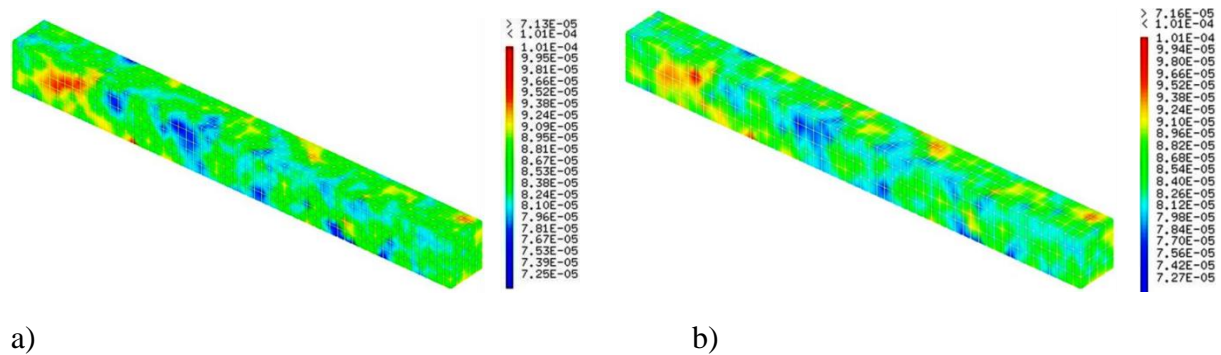 > 7.13E-05
< 1.01E-04
1.01E-04
9.95E-05
9.81E-05
9.66E-05
9.52E-05
9.38E-05
9.24E-05
9.09E-05
8.95E-05
8.81E-05
8.67E-05
8.53E-05
8.38E-05
8.24E-05
8.10E-05
7.96E-05
7.81E-05
7.67E-05
7.53E-05
7.39E-05
7.25E-05
> 7.16E-05
< 1.01E-04
1.01E-04
9.94E-05
9.80E-05
9.66E-05
9.52E-05
9.38E-05
9.24E-05
9.10E-05
8.96E-05
8.82E-05
8.68E-05
8.54E-05
8.40E-05
8.26E-05
8.12E-05
7.98E-05
7.84E-05
7.70E-05
7.56E-05
7.42E-05
7.27E-05
a)
b)